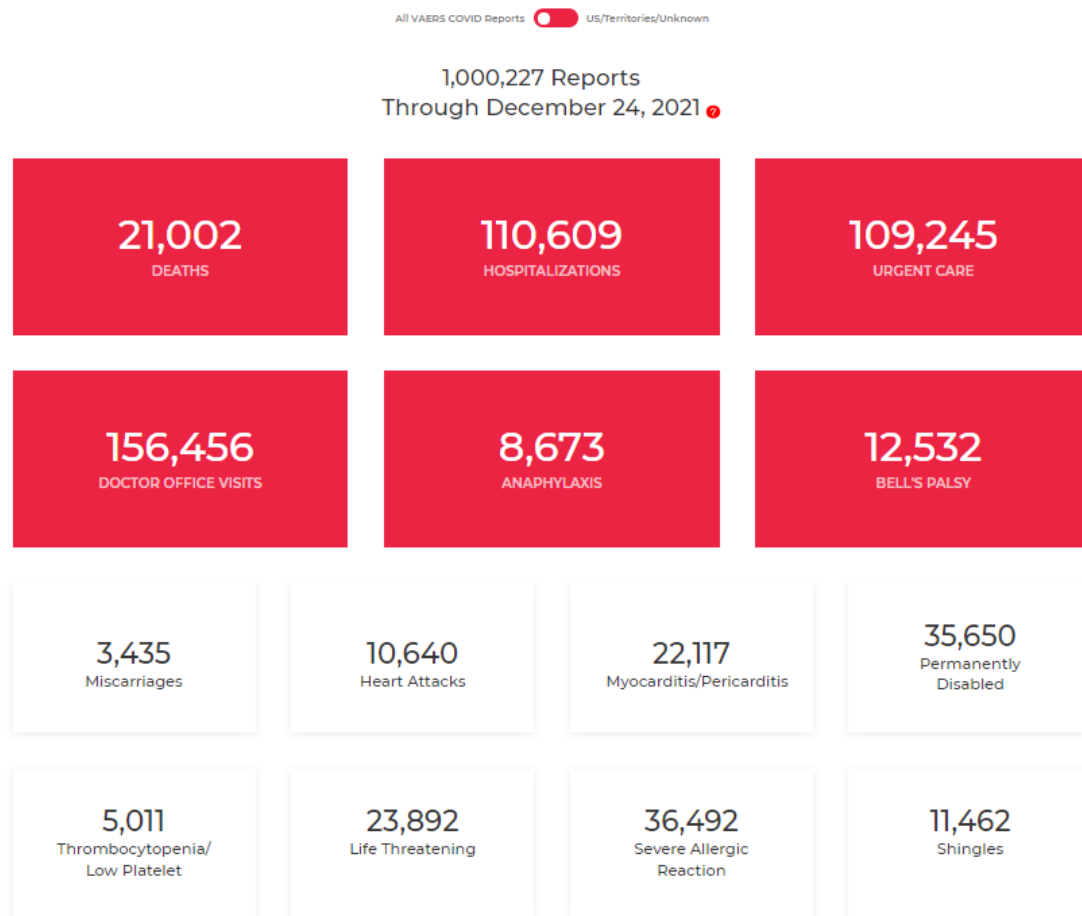 All VAERS COVID Reports US/Territories/Unknown
1,000,227 Reports
Through December 24, 2021 ?
21,002
DEATHS
110,609
HOSPITALIZATIONS
109,245
URGENT CARE
156,456
DOCTOR OFFICE VISITS
8,673
ANAPHYLAXIS
12,532
BELL'S PALSY
3,435
Miscarriages
10,640
Heart Attacks
22,117
Myocarditis/Pericarditis
35,650
Permanently
Disabled
5,011
Thrombocytopenia/
Low Platelet
23,892
Life Threatening
36,492
Severe Allergic
Reaction
11,462
Shingles